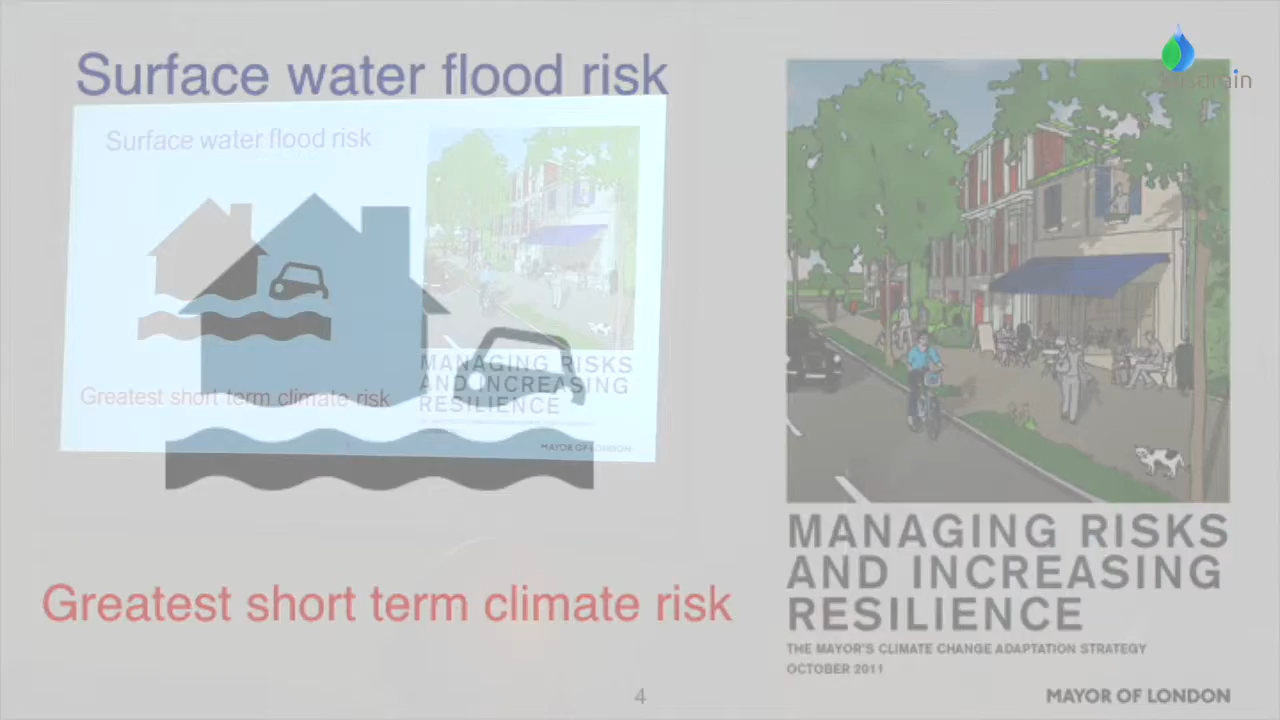 Surface water flood risk
Surface water flood risk
MANAGING RISKS
AND INCREASING
RESILIENCE
Greatest short term climate risk
MAYOR OF LONDON
Greatest short term climate risk
MANAGING RISKS
AND INCREASING
RESILIENCE
THE MAYOR'S CLIMATE CHANGE ADAPTATION STRATEGY
OCTOBER 2011
4
MAYOR OF LONDON